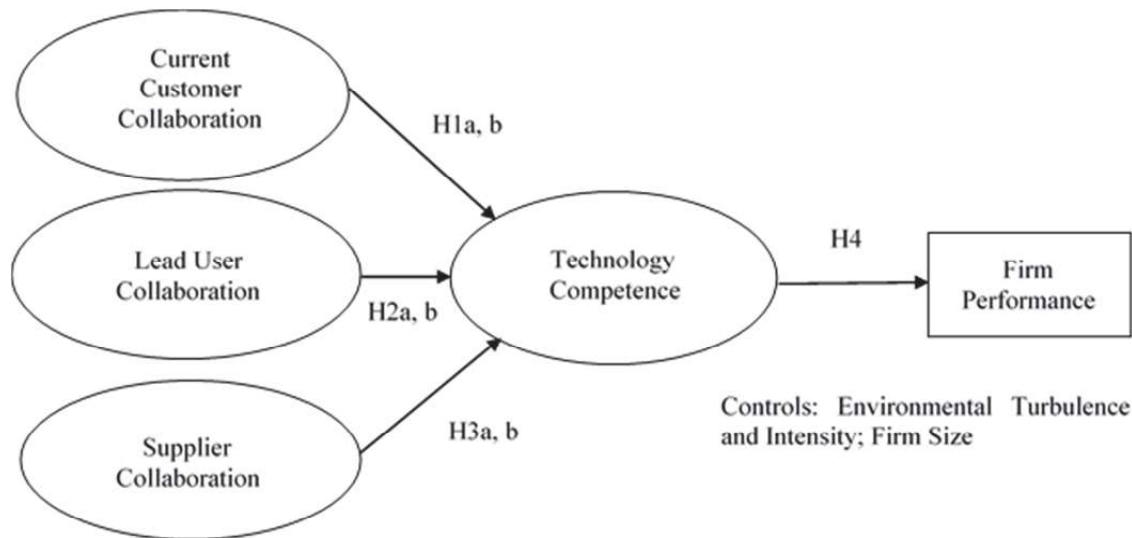 Current
Customer
Collaboration
H1a, b
Lead User
Collaboration
H2a, b
Technology
Competence
H4
Firm
Performance
Supplier
Collaboration
H3a, b
Controls: Environmental Turbulence
and Intensity; Firm Size